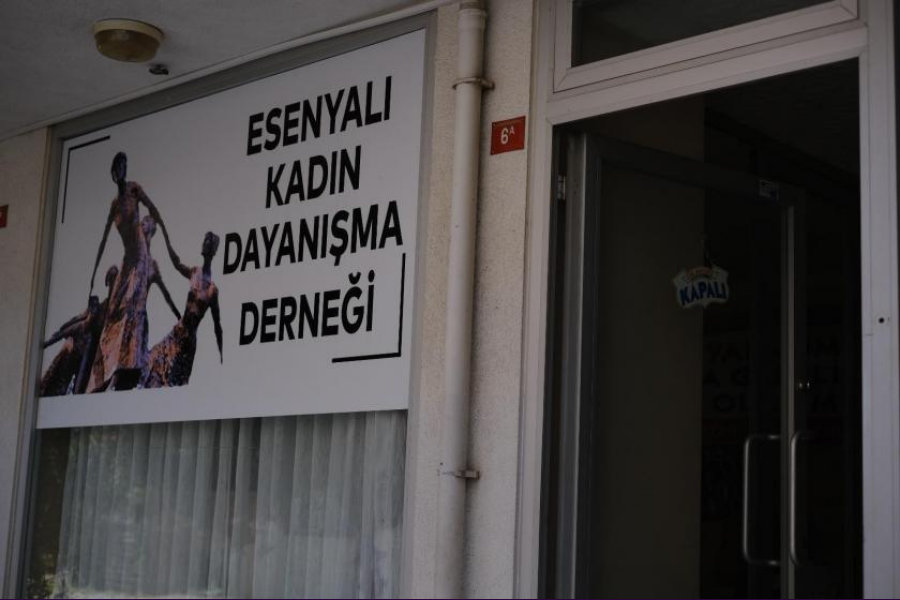 ESENYALI
KADIN
DAYANIŞMA
DERNEĞİ
6A
KAPALI